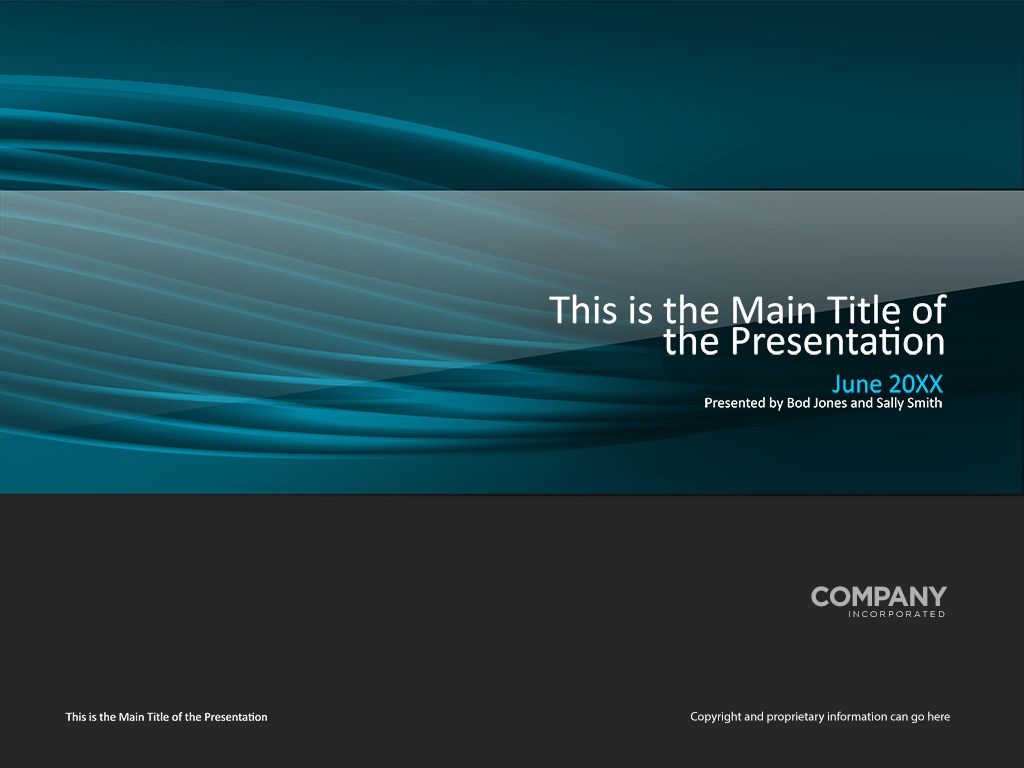 This is the Main Title of
the Presentation
June 20XX
Presented by Bod Jones and Sally Smith
COMPANY
INCORPORATED
This is the Main Title of the Presentation
Copyright and proprietary information can go here